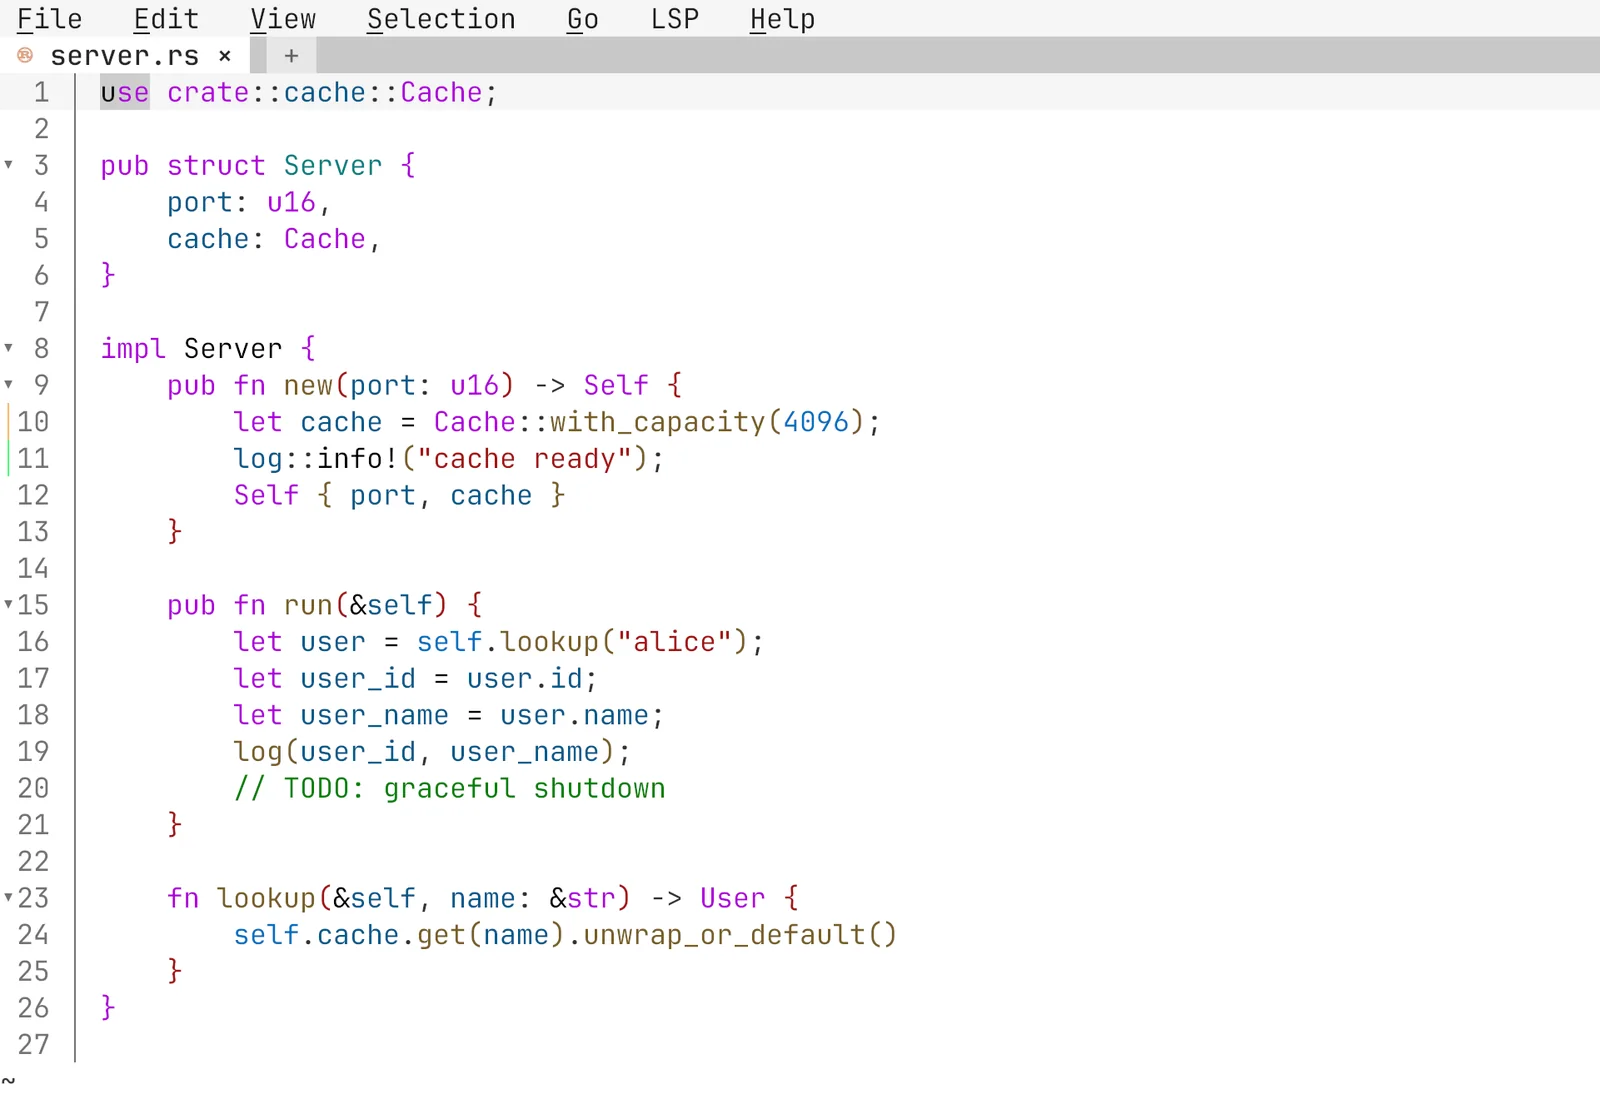 File Edit View Selection Go LSP Help
server.rs × +
1 use crate::cache::Cache;
2
3 pub struct Server {
4     port: u16,
5     cache: Cache,
6 }
7
8 impl Server {
9     pub fn new(port: u16) -> Self {
10         let cache = Cache::with_capacity(4096);
11         log::info!("cache ready");
12         Self { port, cache }
13     }
14
15     pub fn run(&self) {
16         let user = self.lookup("alice");
17         let user_id = user.id;
18         let user_name = user.name;
19         log(user_id, user_name);
20         // TODO: graceful shutdown
21     }
22
23     fn lookup(&self, name: &str) -> User {
24         self.cache.get(name).unwrap_or_default()
25     }
26 }
27
~